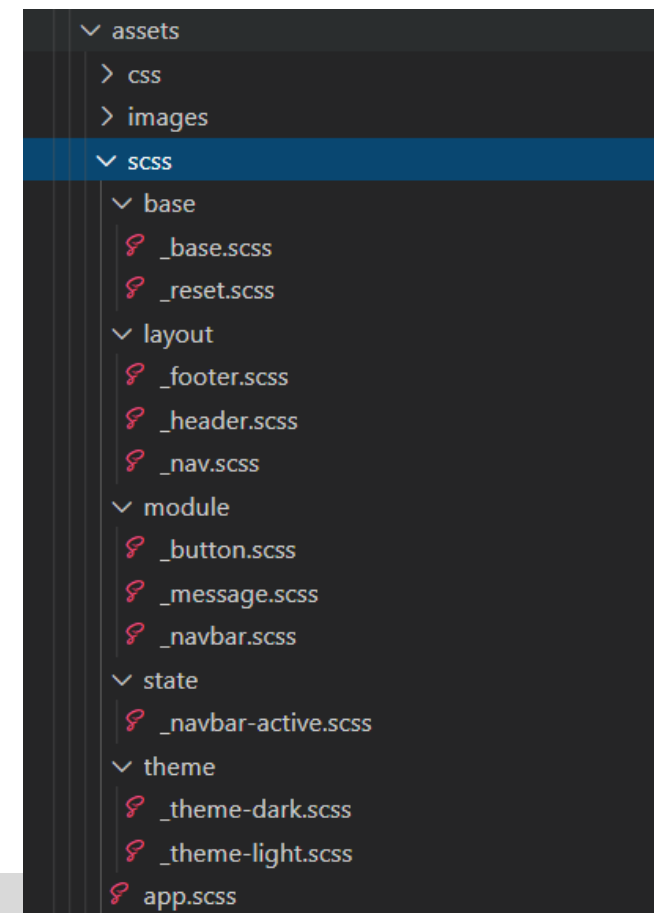 assets
css
images
scss
base
_base.scss
_reset.scss
layout
_footer.scss
_header.scss
_nav.scss
module
_button.scss
_message.scss
_navbar.scss
state
_navbar-active.scss
theme
_theme-dark.scss
_theme-light.scss
app.scss